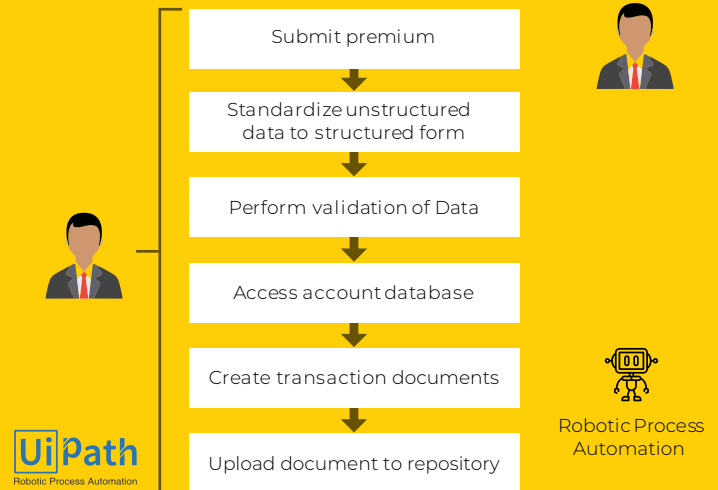 Submit premium
Standardize unstructured
data to structured form
Perform validation of Data
Access account database
Create transaction documents
Upload document to repository
Robotic Process
Automation
UiPath
Robotic Process Automation